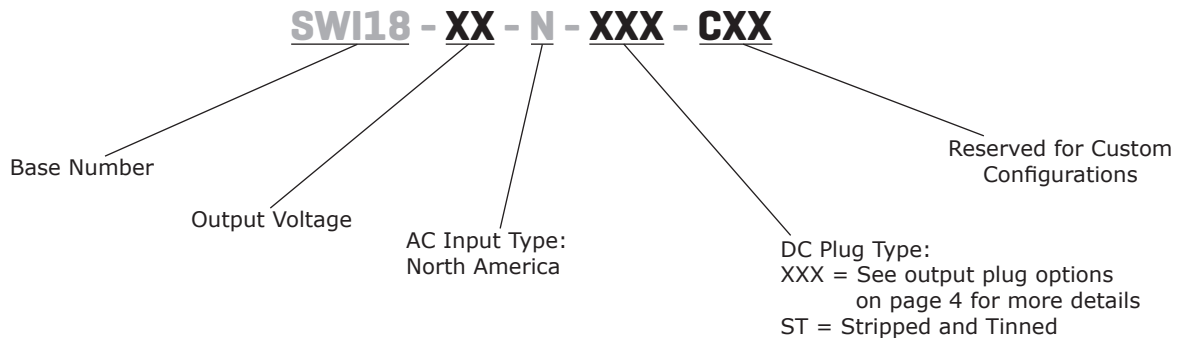 SWI18 - XX - N - XXX - CXX
Base Number
Output Voltage
AC Input Type:
North America
DC Plug Type:
XXX = See output plug options
on page 4 for more details
ST = Stripped and Tinned
Reserved for Custom
Configurations